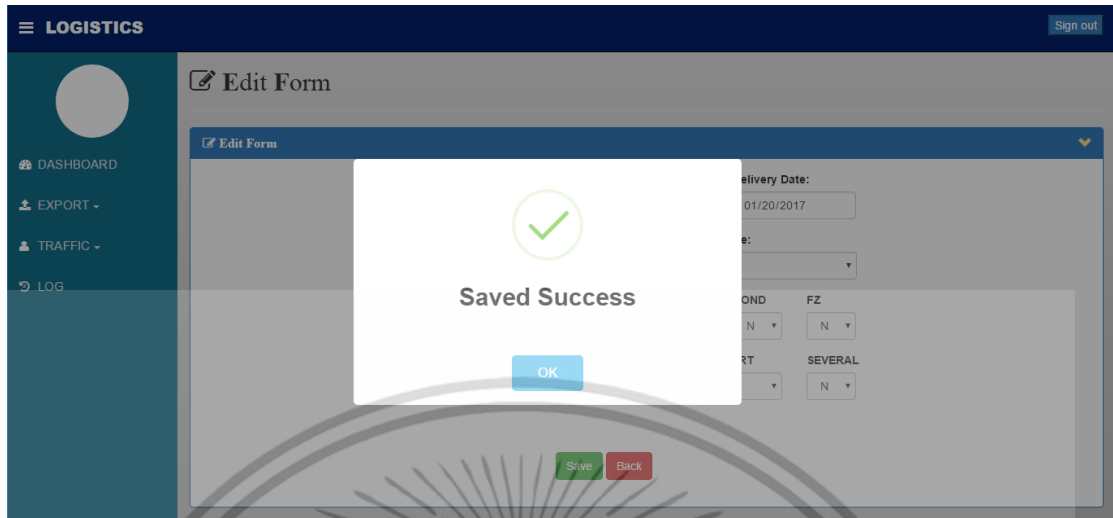 LOGISTICS
Sign out
Edit Form
Edit Form
DASHBOARD
EXPORT
TRAFFIC
LOG
elivery Date:
01/20/2017
e:
Saved Success
OND FZ
N N
RT SEVERAL
N
OK
Save Back